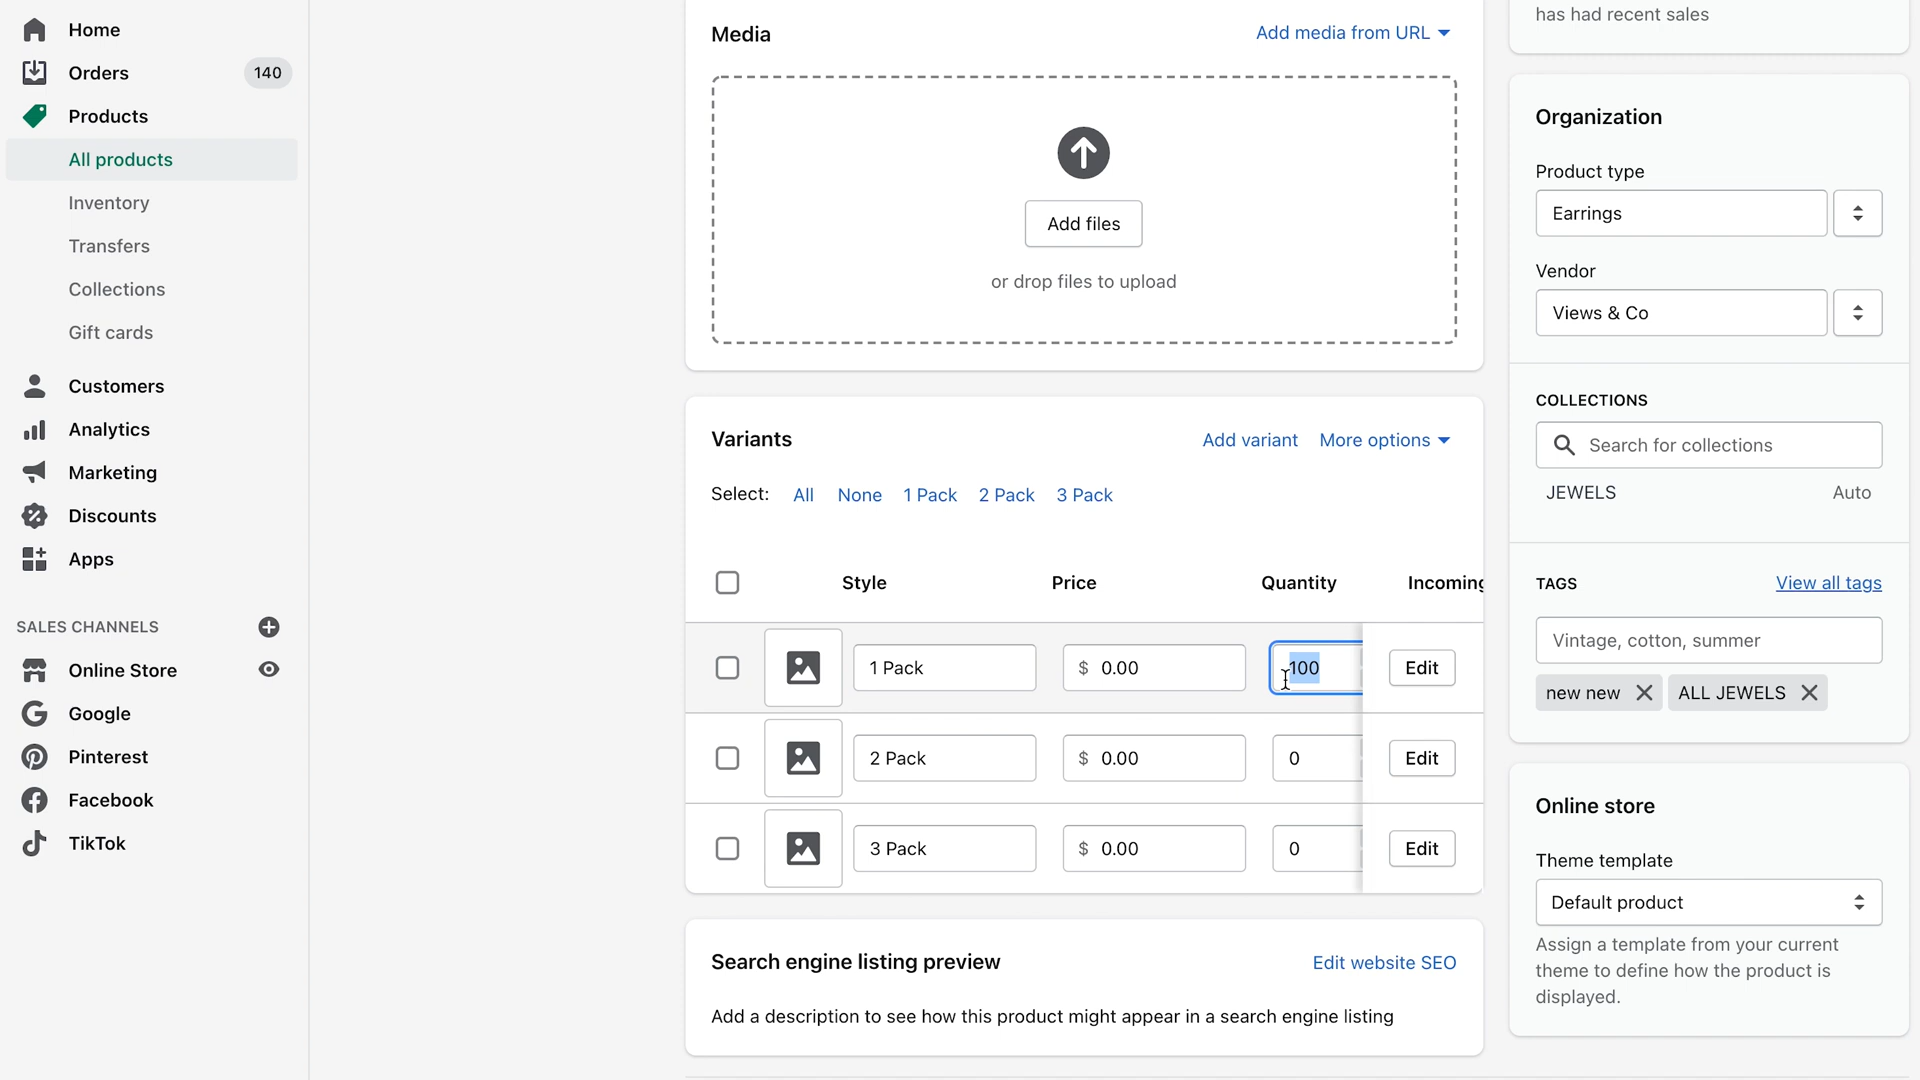 Home
Orders 140
Products
All products
Inventory
Transfers
Collections
Gift cards
Customers
Analytics
Marketing
Discounts
Apps
SALES CHANNELS
Online Store
Google
Pinterest
Facebook
TikTok
Media Add media from URL
Add files
or drop files to upload
Variants Add variant More options
Select: All None 1 Pack 2 Pack 3 Pack
Style Price Quantity Incoming
1 Pack $ 0.00 100 Edit
2 Pack $ 0.00 0 Edit
3 Pack $ 0.00 0 Edit
Search engine listing preview Edit website SEO
Add a description to see how this product might appear in a search engine listing
has had recent sales
Organization
Product type
Earrings
Vendor
Views & Co
COLLECTIONS
Search for collections
JEWELS Auto
TAGS View all tags
Vintage, cotton, summer
new new ALL JEWELS
Online store
Theme template
Default product
Assign a template from your current
theme to define how the product is
displayed.